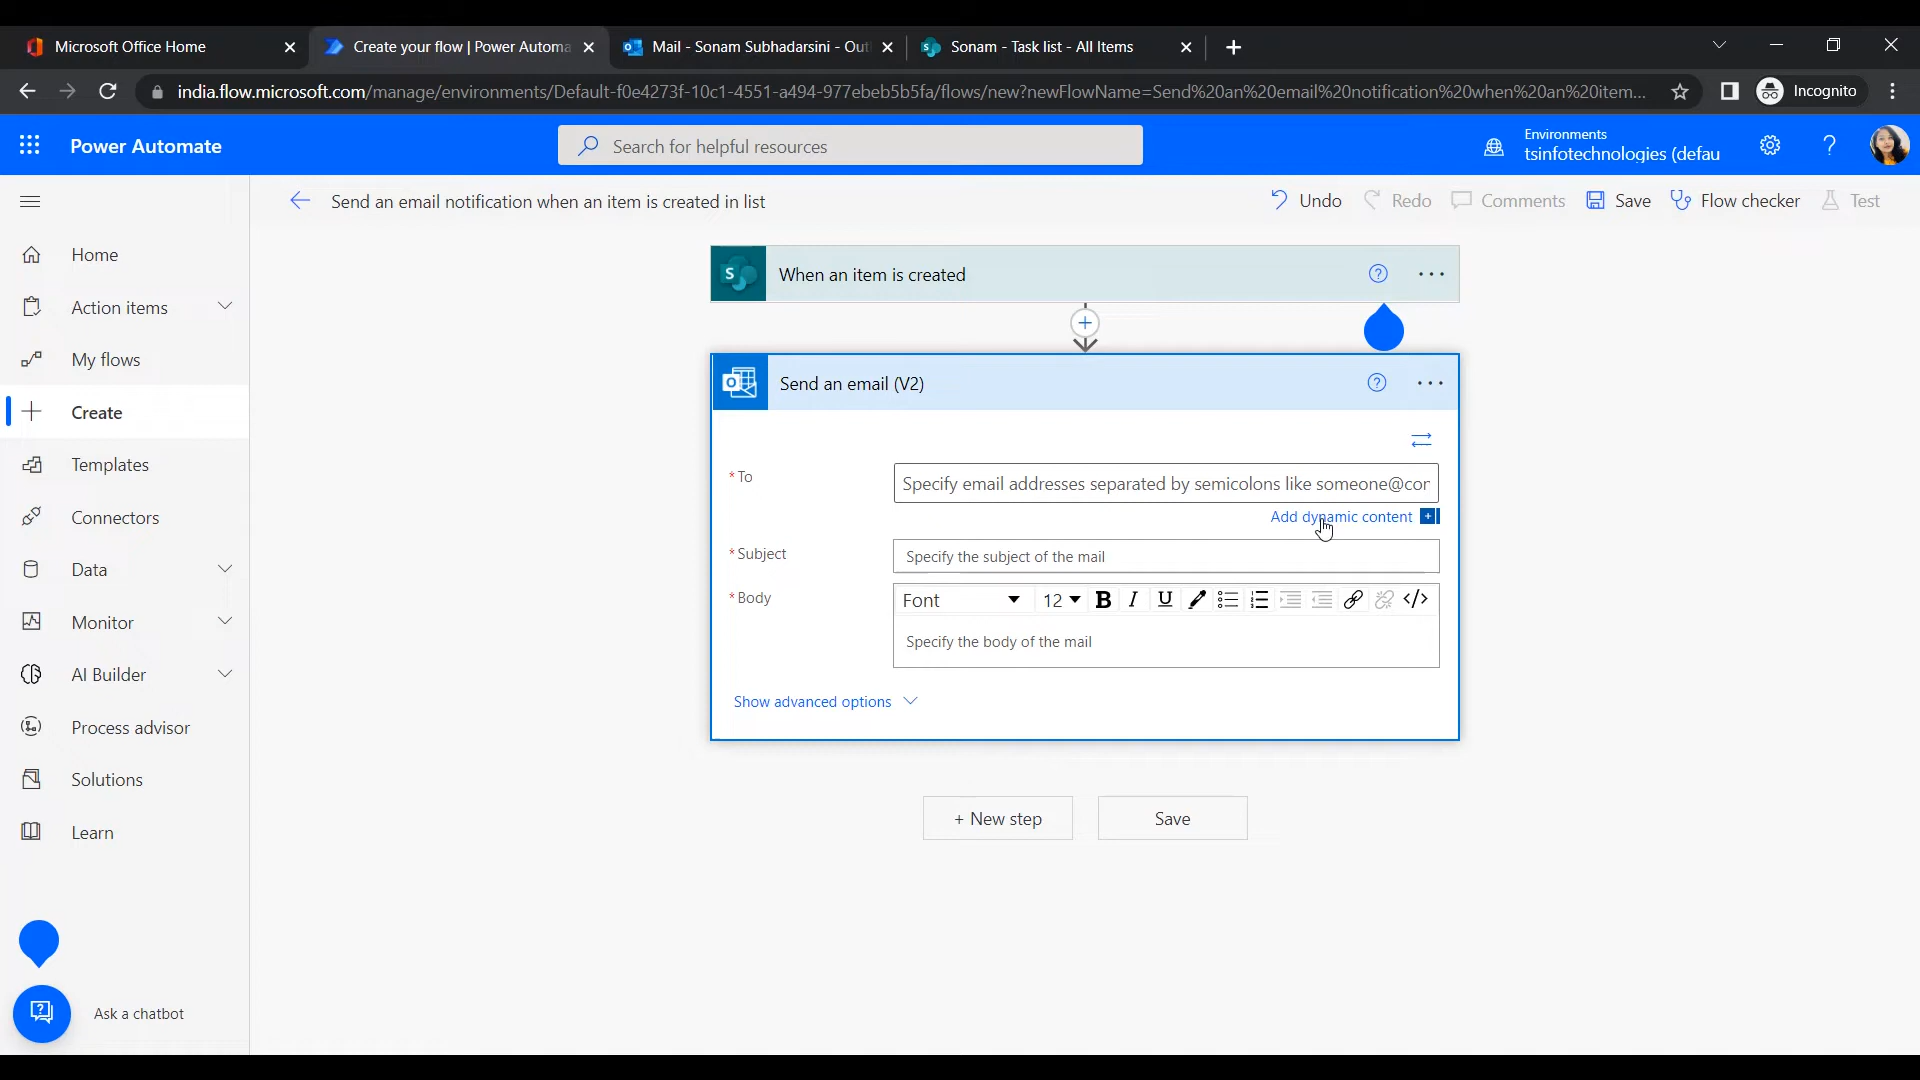 Microsoft Office Home
Create your flow | Power Automa
Mail - Sonam Subhadarsini - Out
Sonam - Task list - All Items
india.flow.microsoft.com/manage/environments/Default-f0e4273f-10c1-4551-a494-977ebeb5b5fa/flows/new?newFlowName=Send%20an%20email%20notification%20when%20an%20item...
Incognito
Power Automate
Search for helpful resources
Environments
tsinfotechnologies (defau
Send an email notification when an item is created in list
Undo
Redo
Comments
Save
Flow checker
Test
Home
Action items
My flows
Create
Templates
Connectors
Data
Monitor
AI Builder
Process advisor
Solutions
Learn
Ask a chatbot
When an item is created
Send an email (V2)
* To
Specify email addresses separated by semicolons like someone@cor
Add dynamic content
* Subject
Specify the subject of the mail
* Body
Font
12
B
I
U
</>
Specify the body of the mail
Show advanced options
+ New step
Save